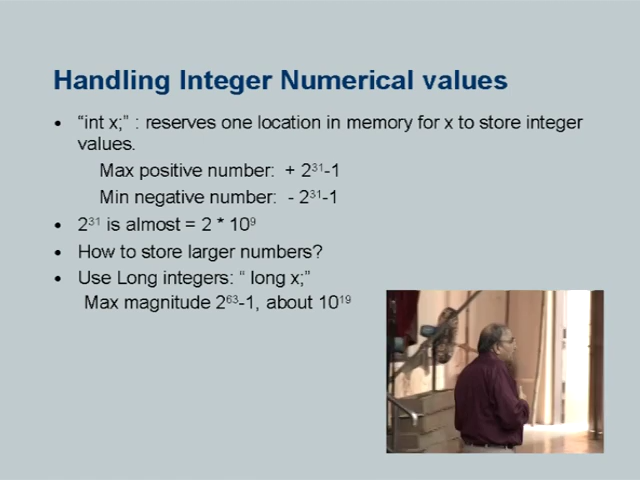 Handling Integer Numerical values
• “int x;” : reserves one location in memory for x to store integer
values.
Max positive number: + 2³¹-1
Min negative number: - 2³¹-1
• 2³¹ is almost = 2 * 10⁹
• How to store larger numbers?
• Use Long integers: “ long x;”
Max magnitude 2⁶³-1, about 10¹⁹